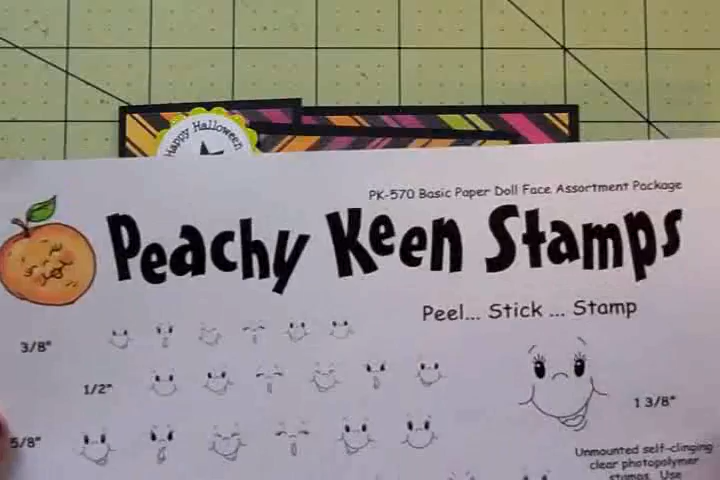 Happy Halloween
PK-570 Basic Paper Doll Face Assortment Package
Peachy Keen Stamps
Peel... Stick ... Stamp
3/8"
1/2"
1 3/8"
5/8"
Unmounted self-clinging
clear photopolymer
stamps. Use